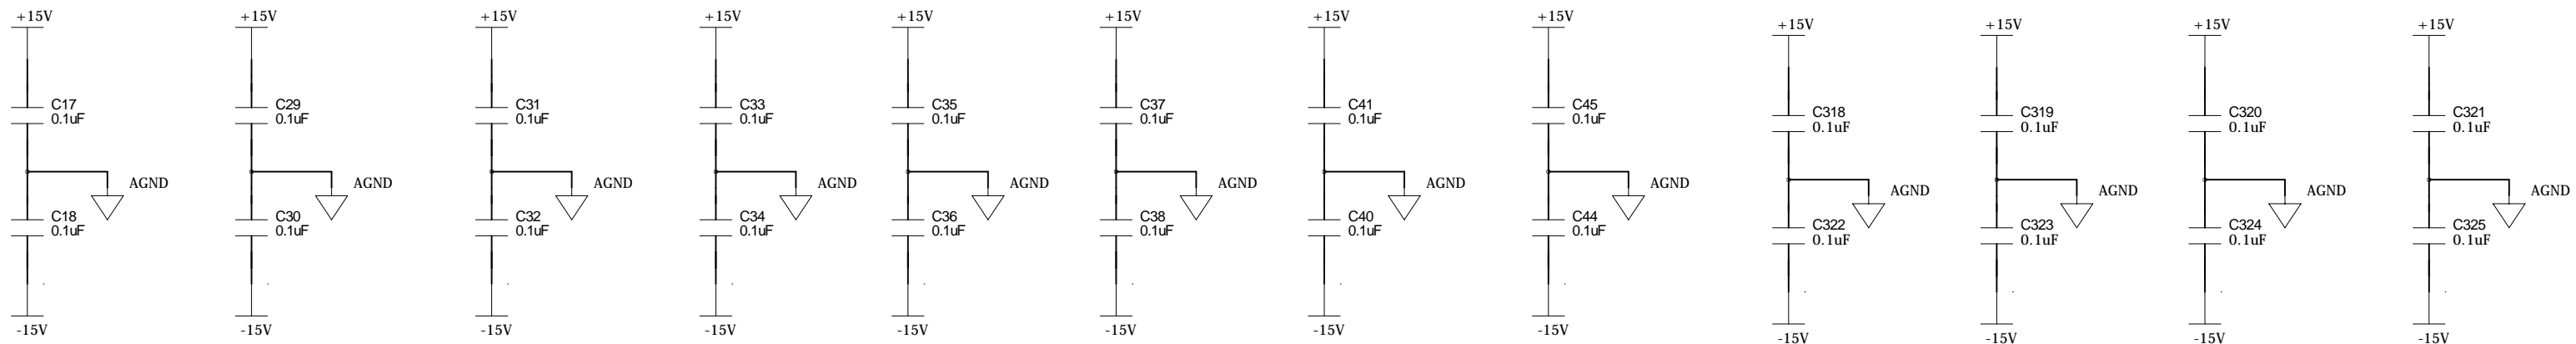 +15V +15V +15V +15V +15V +15V +15V +15V +15V +15V +15V +15V
C17 C29 C31 C33 C35 C37 C41 C45 C318 C319 C320 C321
0.1uF 0.1uF 0.1uF 0.1uF 0.1uF 0.1uF 0.1uF 0.1uF 0.1uF 0.1uF 0.1uF 0.1uF
AGND AGND AGND AGND AGND AGND AGND AGND AGND AGND AGND AGND
C18 C30 C32 C34 C36 C38 C40 C44 C322 C323 C324 C325
0.1uF 0.1uF 0.1uF 0.1uF 0.1uF 0.1uF 0.1uF 0.1uF 0.1uF 0.1uF 0.1uF 0.1uF
-15V -15V -15V -15V -15V -15V -15V -15V -15V -15V -15V -15V